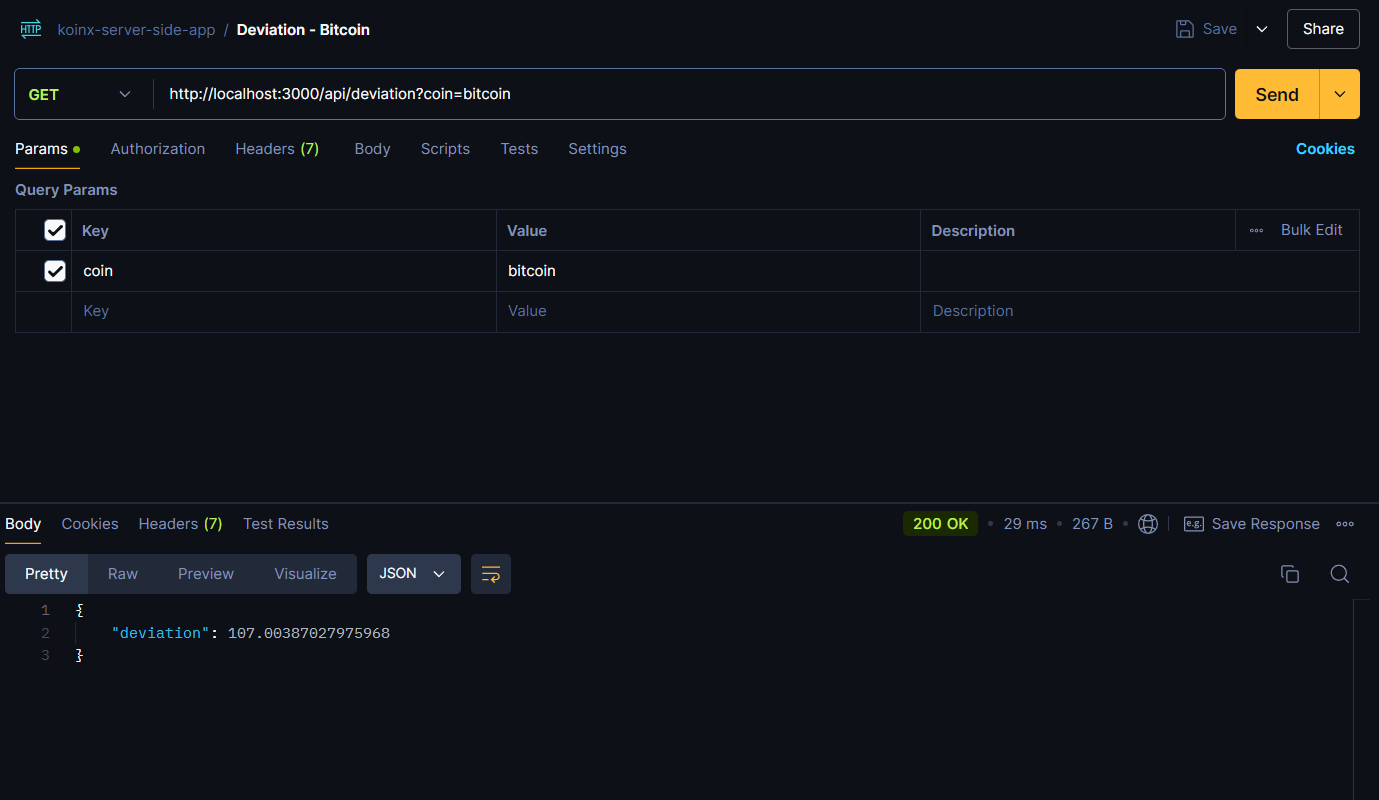 HTTP koinx-server-side-app / Deviation - Bitcoin Save Share
GET http://localhost:3000/api/deviation?coin=bitcoin Send
Params Authorization Headers (7) Body Scripts Tests Settings Cookies
Query Params
Key Value Description Bulk Edit
coin bitcoin
Key Value Description
Body Cookies Headers (7) Test Results 200 OK 29 ms 267 B e.g. Save Response
Pretty Raw Preview Visualize JSON
1 {
2 "deviation": 107.00387027975968
3 }